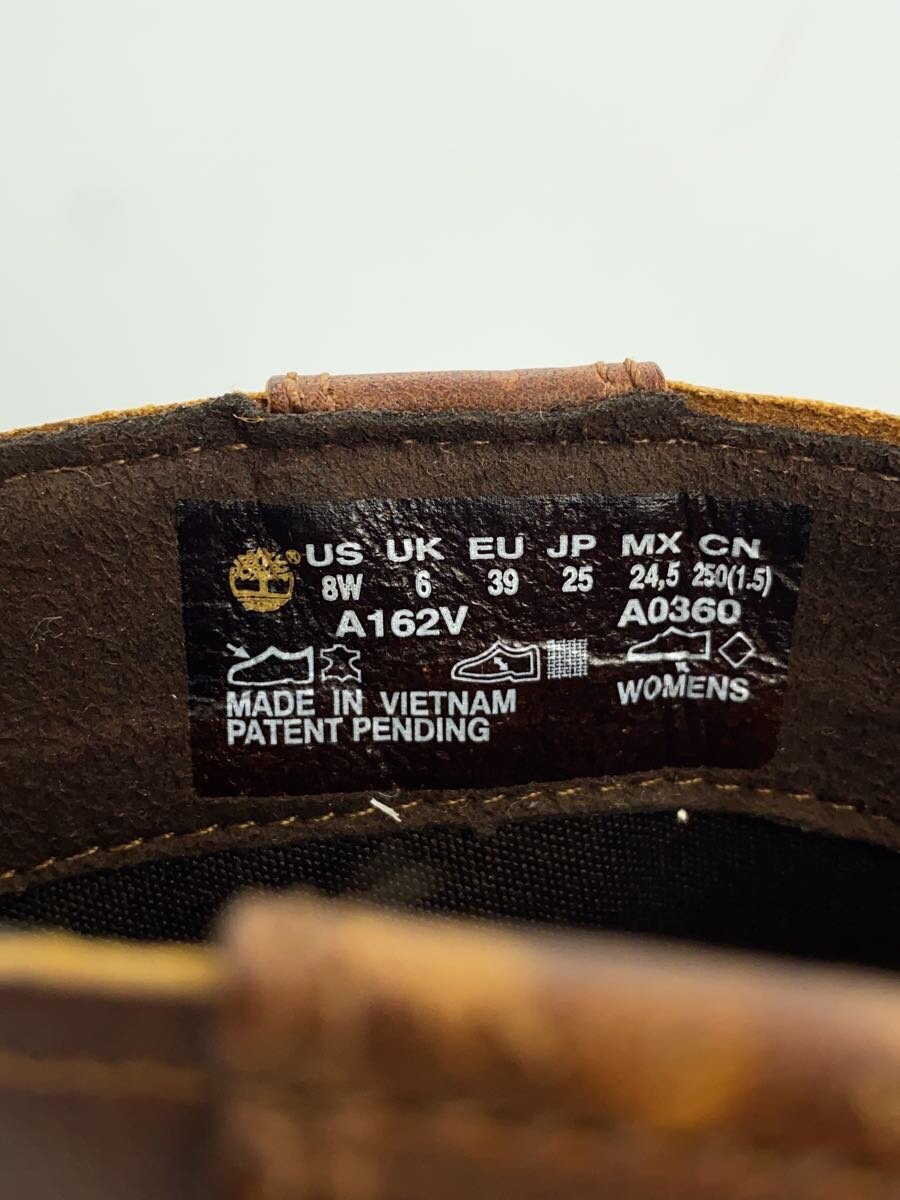 ® US UK EU JP MX CN
8W 6 39 25 24,5 250(1.5)
A162V A0360
MADE IN VIETNAM WOMENS
PATENT PENDING